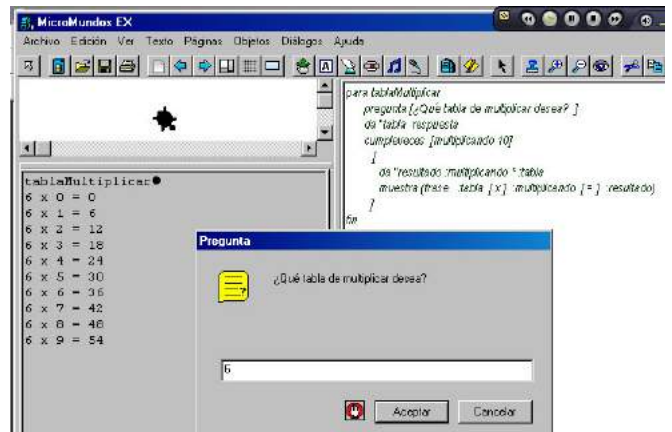 MicroMundos EX
Archivo Edición Ver Texto Páginas Objetos Diálogos Ayuda
para tablaMultiplicar
pregunta [¿Qué tabla de multiplicar desea? ]
da "tabla respuesta
cumpleveces [multiplicando 10]
[
da "resultado :multiplicando * :tabla
muestra (frase :tabla [ x ] :multiplicando [ = ] :resultado)
]
fin
tablaMultiplicar
6 x 0 = 0
6 x 1 = 6
6 x 2 = 12
6 x 3 = 18
6 x 4 = 24
6 x 5 = 30
6 x 6 = 36
6 x 7 = 42
6 x 8 = 48
6 x 9 = 54
Pregunta
¿Qué tabla de multiplicar desea?
6
Aceptar
Cancelar